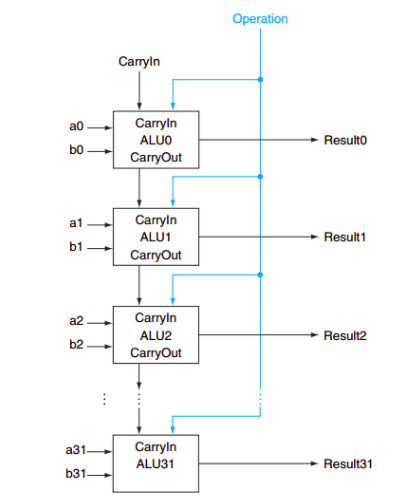 Operation
CarryIn
a0
b0
CarryIn
ALU0
CarryOut
Result0
a1
b1
CarryIn
ALU1
CarryOut
Result1
a2
b2
CarryIn
ALU2
CarryOut
Result2
a31
b31
CarryIn
ALU31
Result31